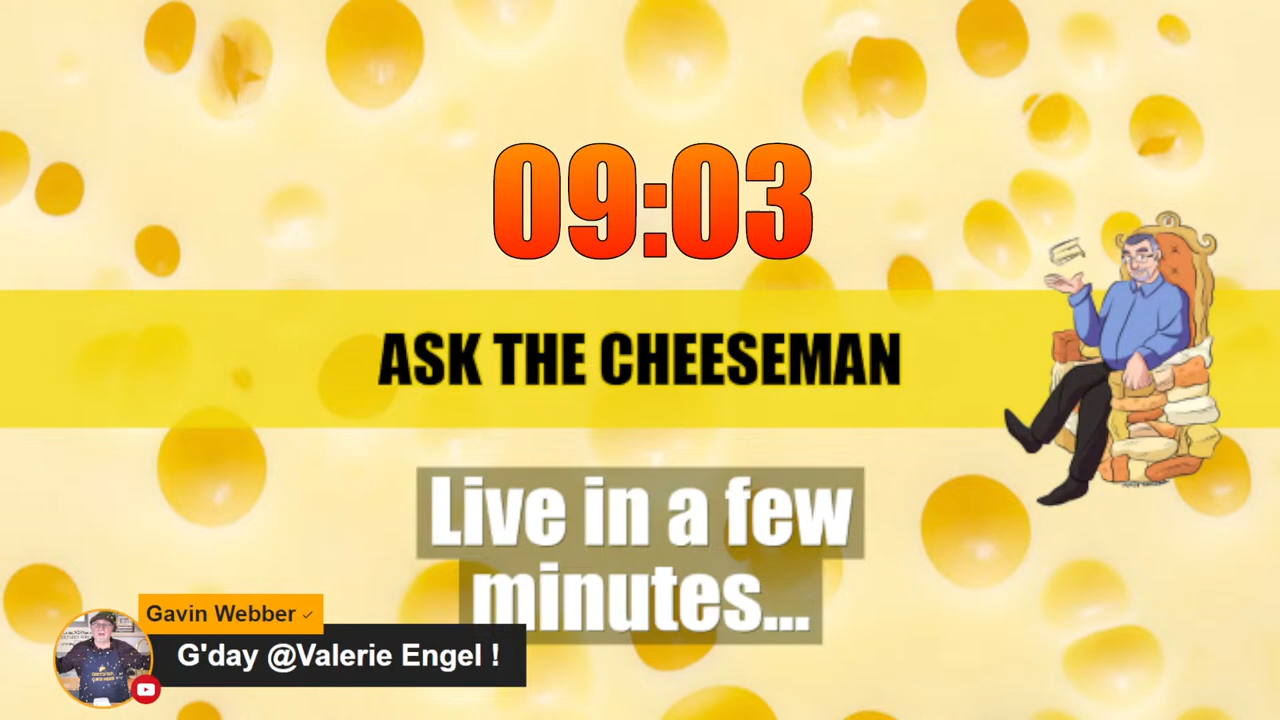 09:03
ASK THE CHEESEMAN
Live in a few
minutes...
Gavin Webber ✓
G'day @Valerie Engel !